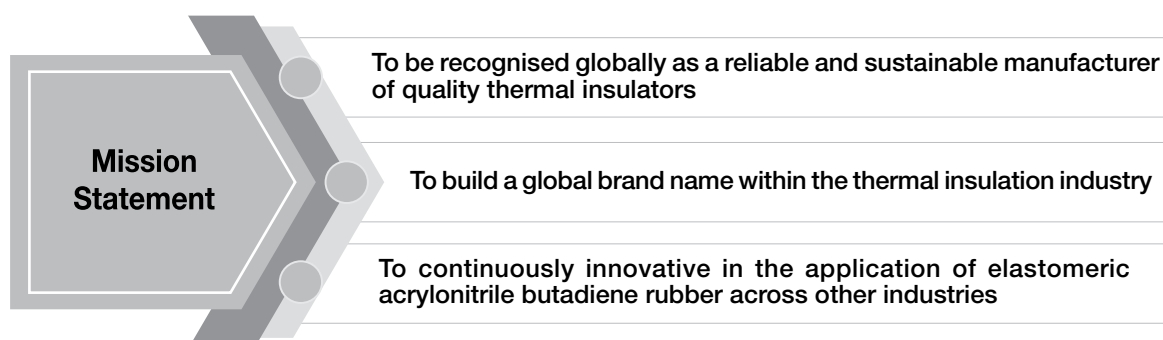 Mission
Statement
To be recognised globally as a reliable and sustainable manufacturer
of quality thermal insulators
To build a global brand name within the thermal insulation industry
To continuously innovative in the application of elastomeric
acrylonitrile butadiene rubber across other industries